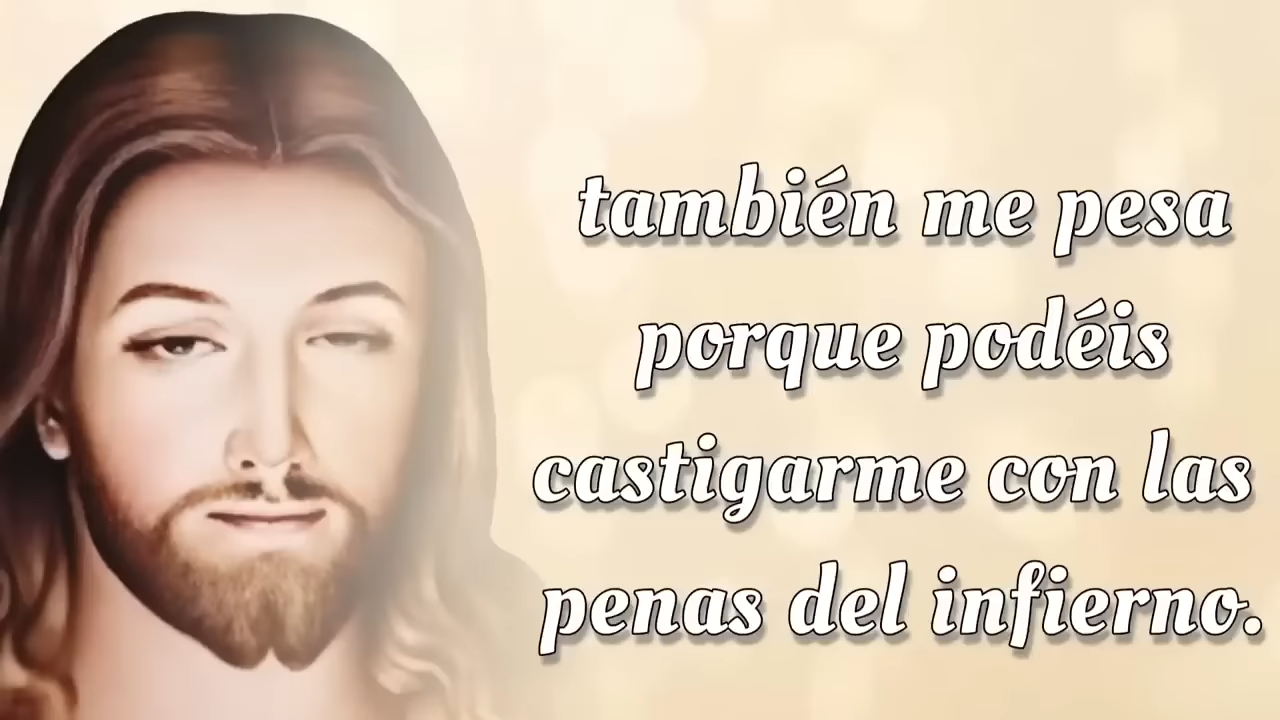 también me pesa
porque podéis
castigarme con las
penas del infierno.